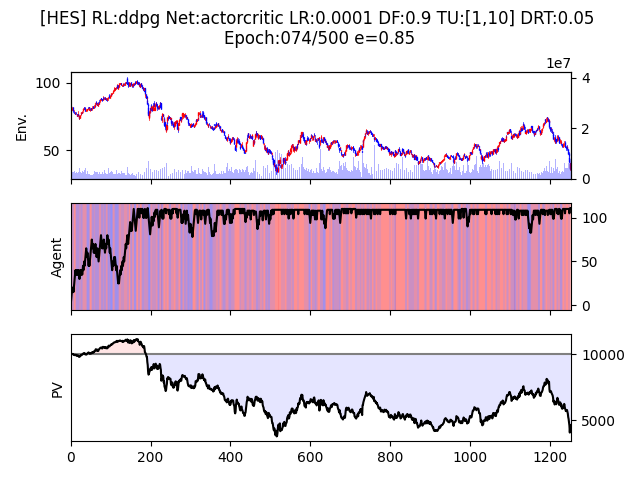 [HES] RL:ddpg Net:actorcritic LR:0.0001 DF:0.9 TU:[1,10] DRT:0.05
Epoch:074/500 e=0.85
1e7
100
50
Env.
4
2
0
Agent
100
50
0
PV
10000
5000
0 200 400 600 800 1000 1200